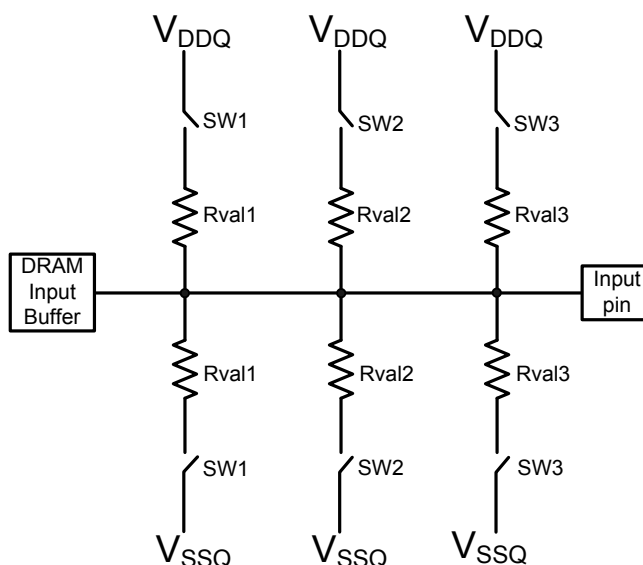 VDDQ VDDQ VDDQ
SW1 SW2 SW3
Rval1 Rval2 Rval3
DRAM
Input
Buffer
Input
pin
Rval1 Rval2 Rval3
SW1 SW2 SW3
VSSQ VSSQ VSSQ